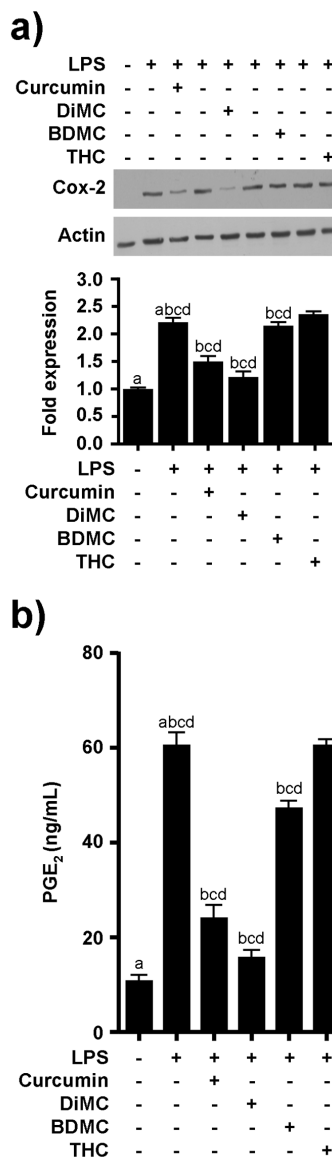 a)
LPS - + + + + + + + +
Curcumin - - + - - - - - -
DiMC - - - - + - - - -
BDMC - - - - - - + - -
THC - - - - - - - - +
Cox-2
Actin
Fold expression
3.0
2.5
2.0
1.5
1.0
0.5
0.0
a abcd bcd bcd bcd
LPS - + + + + +
Curcumin - - + - - -
DiMC - - - + - -
BDMC - - - - + -
THC - - - - - +
b)
PGE₂ (ng/mL)
80
60
40
20
0
a abcd bcd bcd bcd
LPS - + + + + +
Curcumin - - + - - -
DiMC - - - + - -
BDMC - - - - + -
THC - - - - - +